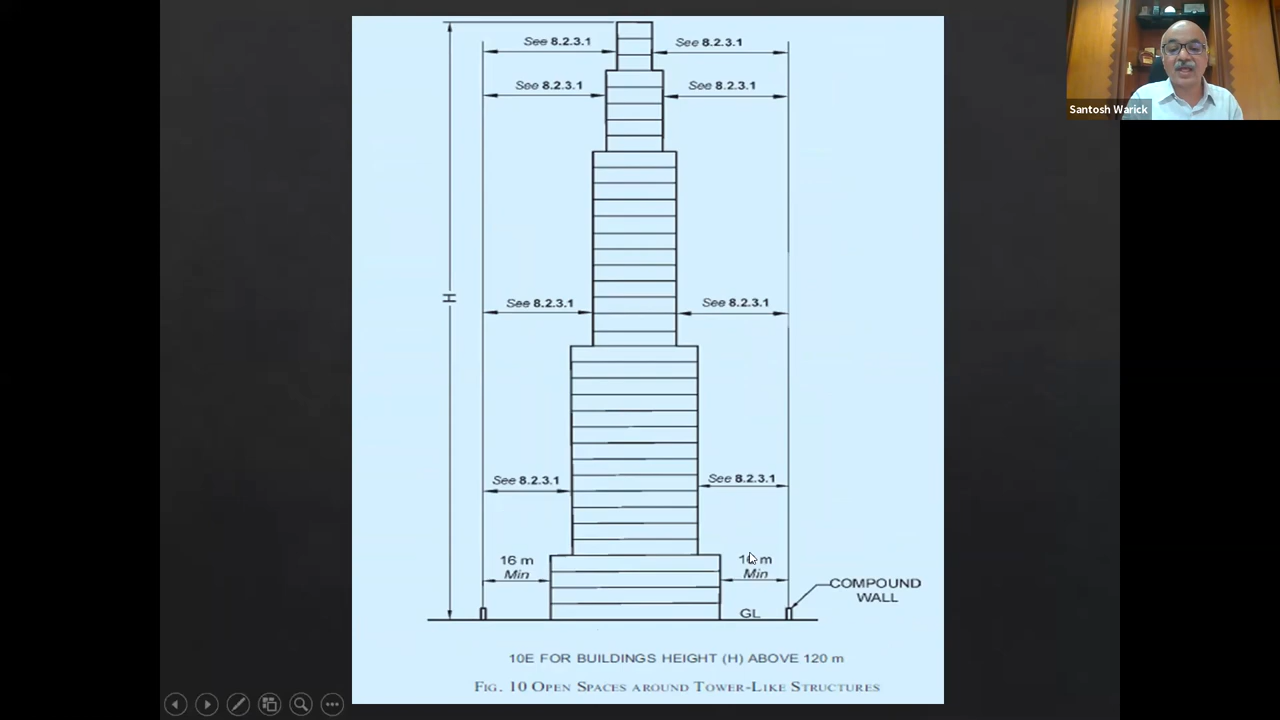 Santosh Warick
See 8.2.3.1
See 8.2.3.1
See 8.2.3.1
See 8.2.3.1
H
See 8.2.3.1
See 8.2.3.1
See 8.2.3.1
See 8.2.3.1
16 m
Min
m
Min
COMPOUND
WALL
GL
10E FOR BUILDINGS HEIGHT (H) ABOVE 120 m
FIG. 10 OPEN SPACES AROUND TOWER-LIKE STRUCTURES